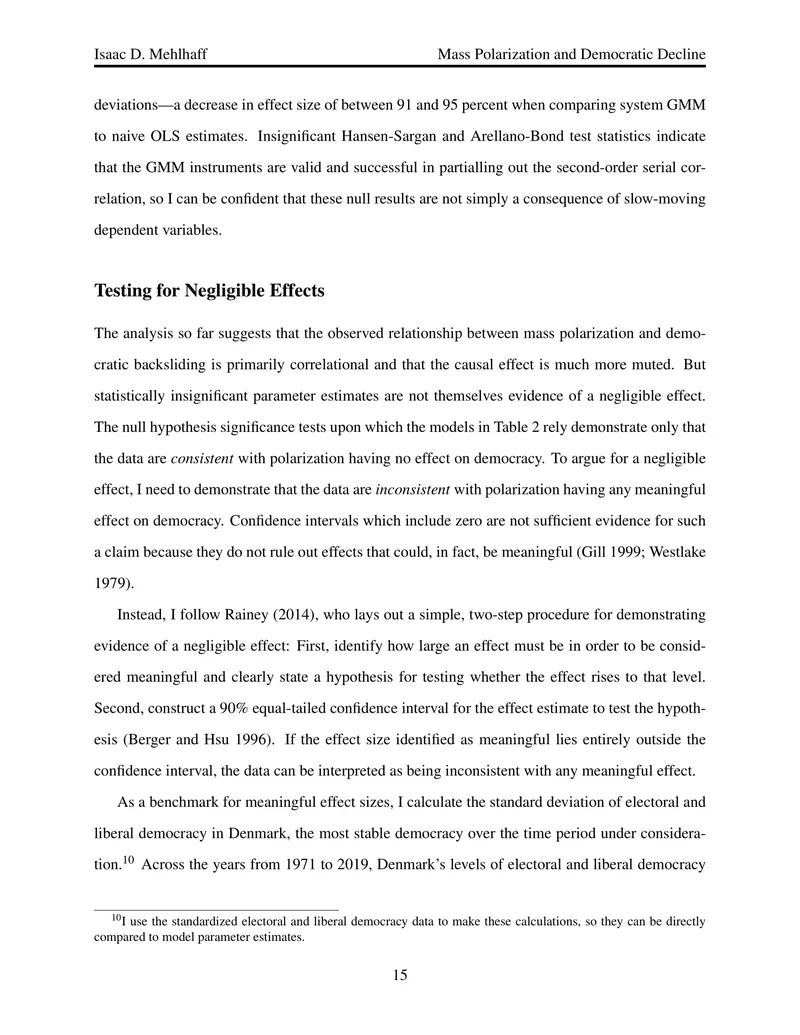 Isaac D. Mehlhaff Mass Polarization and Democratic Decline
deviations—a decrease in effect size of between 91 and 95 percent when comparing system GMM
to naive OLS estimates. Insignificant Hansen-Sargan and Arellano-Bond test statistics indicate
that the GMM instruments are valid and successful in partialling out the second-order serial cor-
relation, so I can be confident that these null results are not simply a consequence of slow-moving
dependent variables.
Testing for Negligible Effects
The analysis so far suggests that the observed relationship between mass polarization and demo-
cratic backsliding is primarily correlational and that the causal effect is much more muted. But
statistically insignificant parameter estimates are not themselves evidence of a negligible effect.
The null hypothesis significance tests upon which the models in Table 2 rely demonstrate only that
the data are consistent with polarization having no effect on democracy. To argue for a negligible
effect, I need to demonstrate that the data are inconsistent with polarization having any meaningful
effect on democracy. Confidence intervals which include zero are not sufficient evidence for such
a claim because they do not rule out effects that could, in fact, be meaningful (Gill 1999; Westlake
1979).
Instead, I follow Rainey (2014), who lays out a simple, two-step procedure for demonstrating
evidence of a negligible effect: First, identify how large an effect must be in order to be consid-
ered meaningful and clearly state a hypothesis for testing whether the effect rises to that level.
Second, construct a 90% equal-tailed confidence interval for the effect estimate to test the hypoth-
esis (Berger and Hsu 1996). If the effect size identified as meaningful lies entirely outside the
confidence interval, the data can be interpreted as being inconsistent with any meaningful effect.
As a benchmark for meaningful effect sizes, I calculate the standard deviation of electoral and
liberal democracy in Denmark, the most stable democracy over the time period under considera-
tion.10 Across the years from 1971 to 2019, Denmark's levels of electoral and liberal democracy
10I use the standardized electoral and liberal democracy data to make these calculations, so they can be directly
compared to model parameter estimates.
15